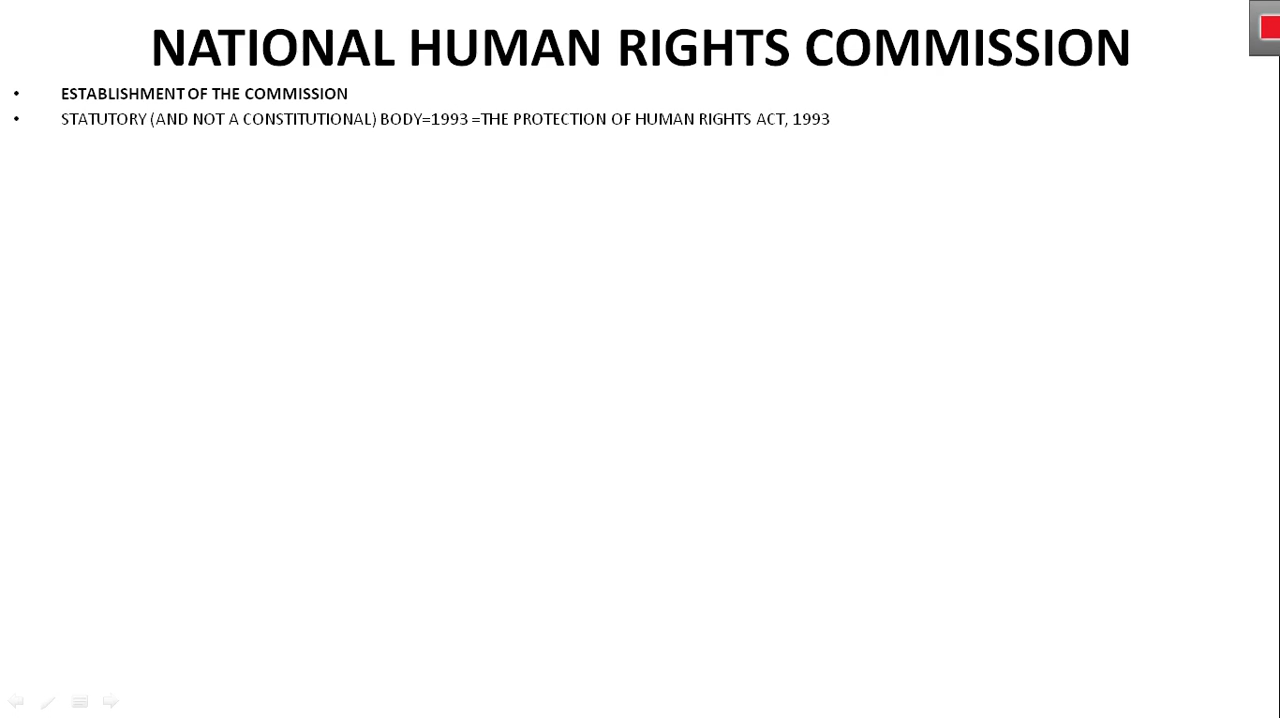 NATIONAL HUMAN RIGHTS COMMISSION
• ESTABLISHMENT OF THE COMMISSION
• STATUTORY (AND NOT A CONSTITUTIONAL) BODY=1993 =THE PROTECTION OF HUMAN RIGHTS ACT, 1993